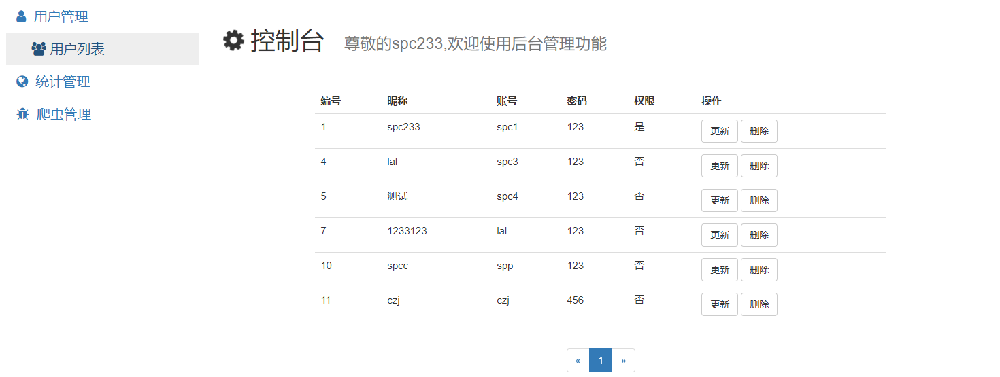 用户管理
用户列表
统计管理
爬虫管理
控制台 尊敬的spc233,欢迎使用后台管理功能
编号 昵称 账号 密码 权限 操作
1 spc233 spc1 123 是 更新 删除
4 lal spc3 123 否 更新 删除
5 测试 spc4 123 否 更新 删除
7 1233123 lal 123 否 更新 删除
10 spcc spp 123 否 更新 删除
11 czj czj 456 否 更新 删除
« 1 »